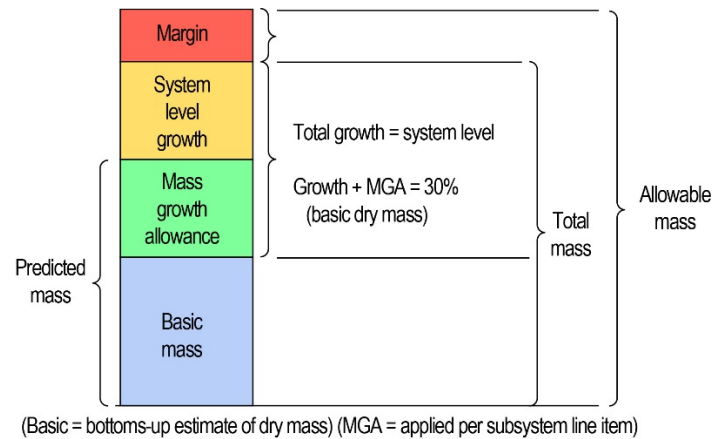 Margin
System
level
growth
Mass
growth
allowance
Basic
mass
Predicted
mass
Total growth = system level
Growth + MGA = 30%
(basic dry mass)
Total
mass
Allowable
mass
(Basic = bottoms-up estimate of dry mass) (MGA = applied per subsystem line item)